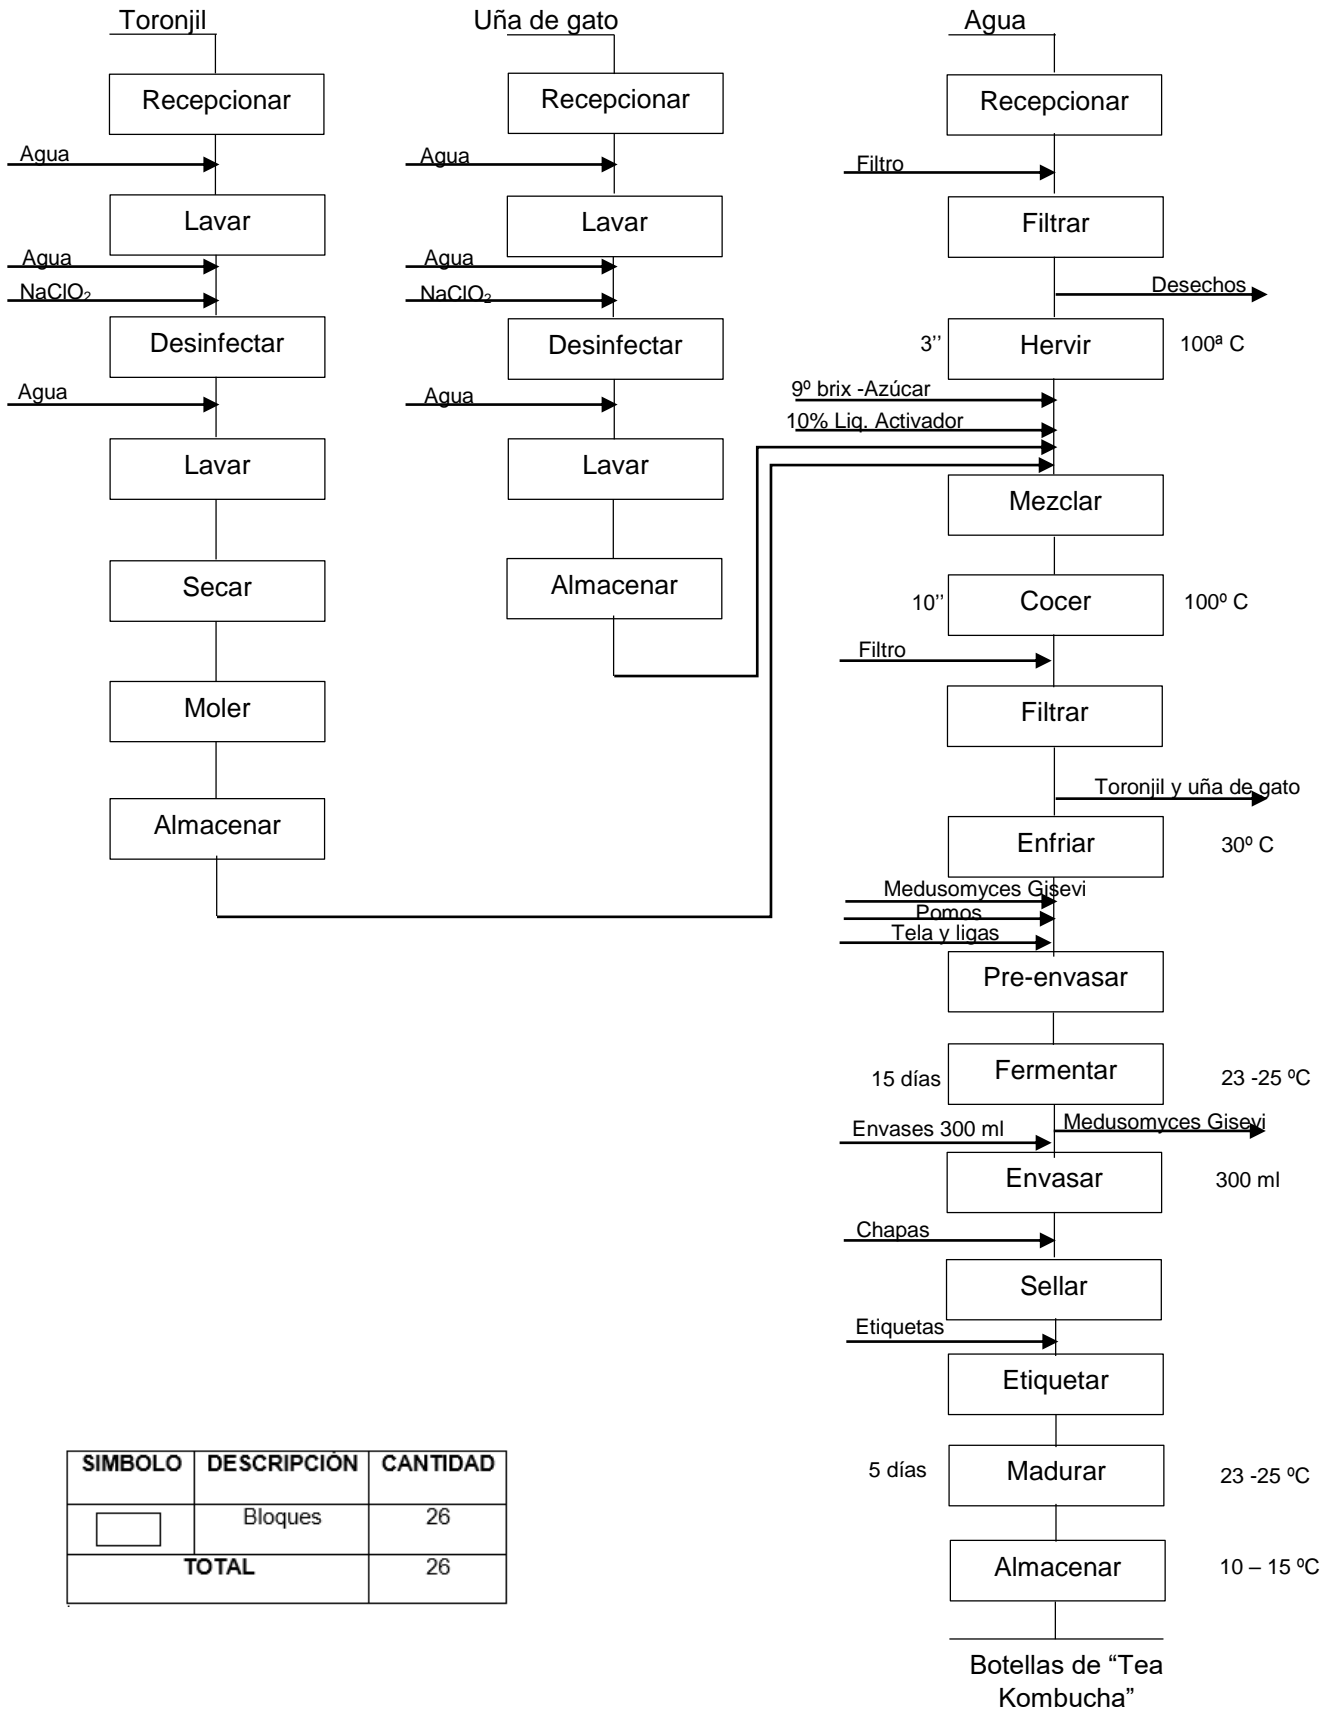 Toronjil
Recepcionar
Agua
Lavar
Agua
NaClO₂
Desinfectar
Agua
Lavar
Secar
Moler
Almacenar
Uña de gato
Recepcionar
Agua
Lavar
Agua
NaClO₂
Desinfectar
Agua
Lavar
Almacenar
Agua
Recepcionar
Filtro
Filtrar
Desechos
3’’ Hervir 100ª C
9º brix -Azúcar
10% Liq. Activador
Mezclar
10’’ Cocer 100º C
Filtro
Filtrar
Toronjil y uña de gato
Enfriar 30º C
Medusomyces Gisevi
Pomos
Tela y ligas
Pre-envasar
15 días Fermentar 23 -25 ºC
Envases 300 ml Medusomyces Gisevi
Envasar 300 ml
Chapas
Sellar
Etiquetas
Etiquetar
5 días Madurar 23 -25 ºC
Almacenar 10 – 15 ºC
Botellas de “Tea
Kombucha”
SIMBOLO DESCRIPCIÓN CANTIDAD
Bloques 26
TOTAL 26